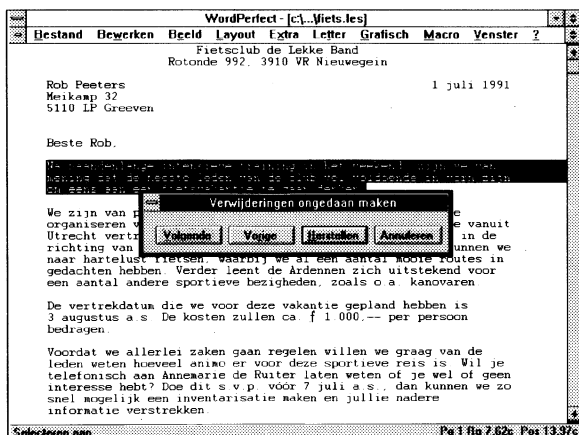 WordPerfect - [c:\...\fiets.les]
Bestand Bewerken Beeld Layout Extra Letter Grafisch Macro Venster ?
Fietsclub de Lekke Band
Rotonde 992, 3910 VR Nieuwegein
Rob Peeters 1 juli 1991
Meikamp 32
5110 LP Greeven
Beste Rob,
Verwijderingen ongedaan maken
Volgende Vorige Herstellen Annuleren
We zijn van p
organiseren v vanuit
Utrecht vertr in de
richting van unnen we
naar hartelust fietsen, waarbij we al een aantal mooie routes in
gedachten hebben. Verder leent de Ardennen zich uitstekend voor
een aantal andere sportieve bezigheden, zoals o.a. kanovaren.
De vertrekdatum die we voor deze vakantie gepland hebben is
3 augustus a.s. De kosten zullen ca. ƒ 1.000,-- per persoon
bedragen.
Voordat we allerlei zaken gaan regelen willen we graag van de
leden weten hoeveel animo er voor deze sportieve reis is. Wil je
telefonisch aan Annemarie de Ruiter laten weten of je wel of geen
interesse hebt? Doe dit s.v.p. vóór 7 juli a.s., dan kunnen we zo
snel mogelijk een inventarisatie maken en jullie nadere
informatie verstrekken.
Selecteren aan Pg 1 Rg 7.62c Pos 13.97c